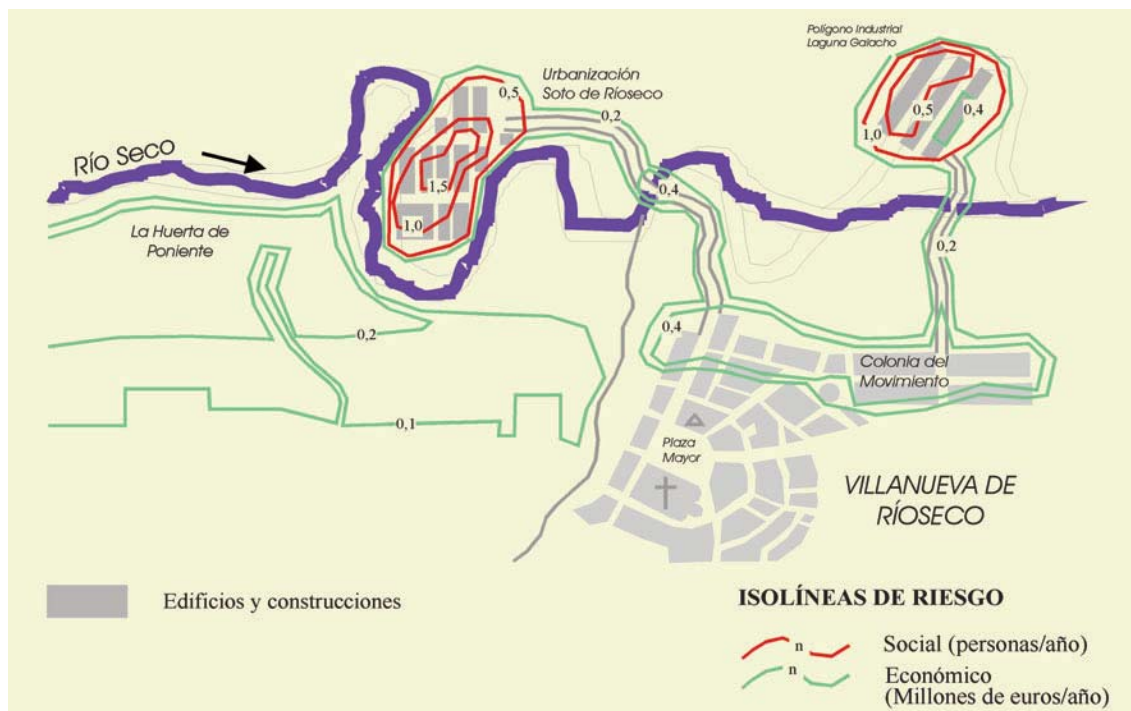 Polígono Industrial
Laguna Galacho
Urbanización
Soto de Ríoseco
0,5
0,2
0,5
0,4
1,0
Río Seco
1,5
0,4
1,0
La Huerta de
Poniente
0,2
0,2
0,4
Colonia del
Movimiento
0,1
Plaza
Mayor
VILLANUEVA DE
RÍOSECO
Edificios y construcciones
ISOLÍNEAS DE RIESGO
n
Social (personas/año)
n
Económico
(Millones de euros/año)